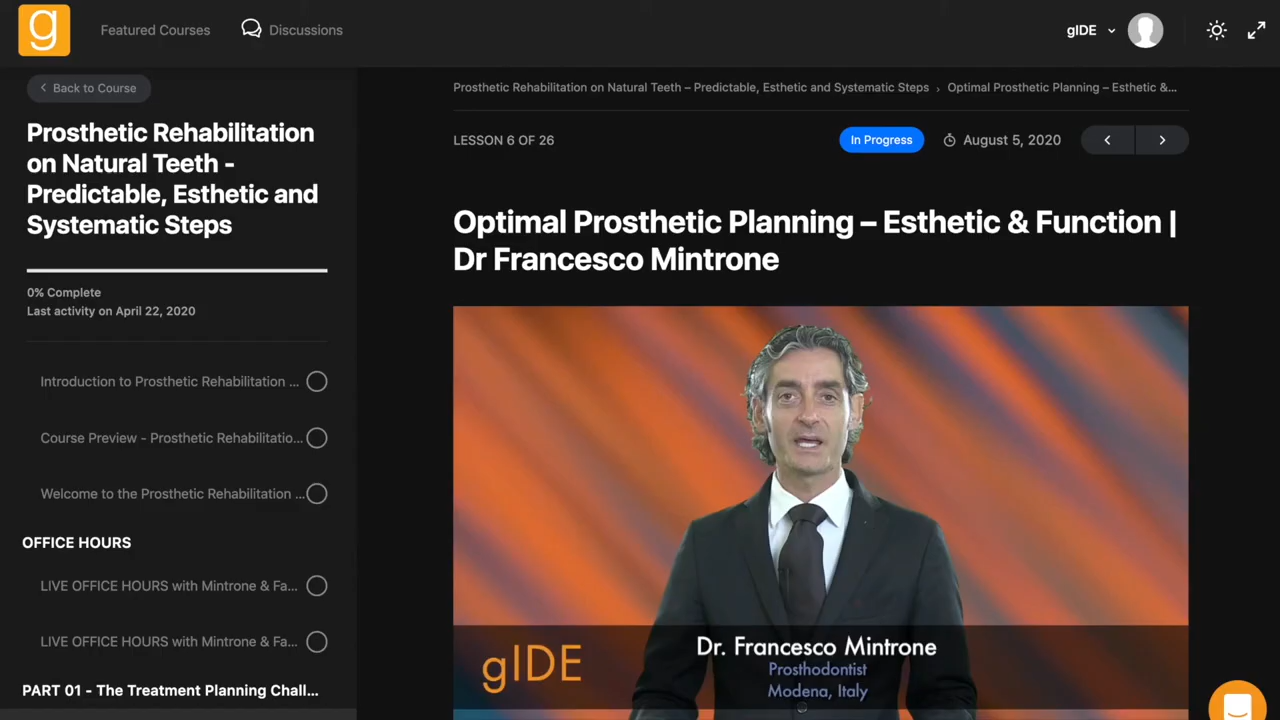 g
Featured Courses
Discussions
gIDE
Back to Course
Prosthetic Rehabilitation
on Natural Teeth -
Predictable, Esthetic and
Systematic Steps
0% Complete
Last activity on April 22, 2020
Introduction to Prosthetic Rehabilitation ...
Course Preview - Prosthetic Rehabilitatio...
Welcome to the Prosthetic Rehabilitation ...
OFFICE HOURS
LIVE OFFICE HOURS with Mintrone & Fa...
LIVE OFFICE HOURS with Mintrone & Fa...
PART 01 - The Treatment Planning Chall...
Prosthetic Rehabilitation on Natural Teeth – Predictable, Esthetic and Systematic Steps › Optimal Prosthetic Planning – Esthetic &...
LESSON 6 OF 26
In Progress
August 5, 2020
Optimal Prosthetic Planning – Esthetic & Function |
Dr Francesco Mintrone
gIDE
Dr. Francesco Mintrone
Prosthodontist
Modena, Italy